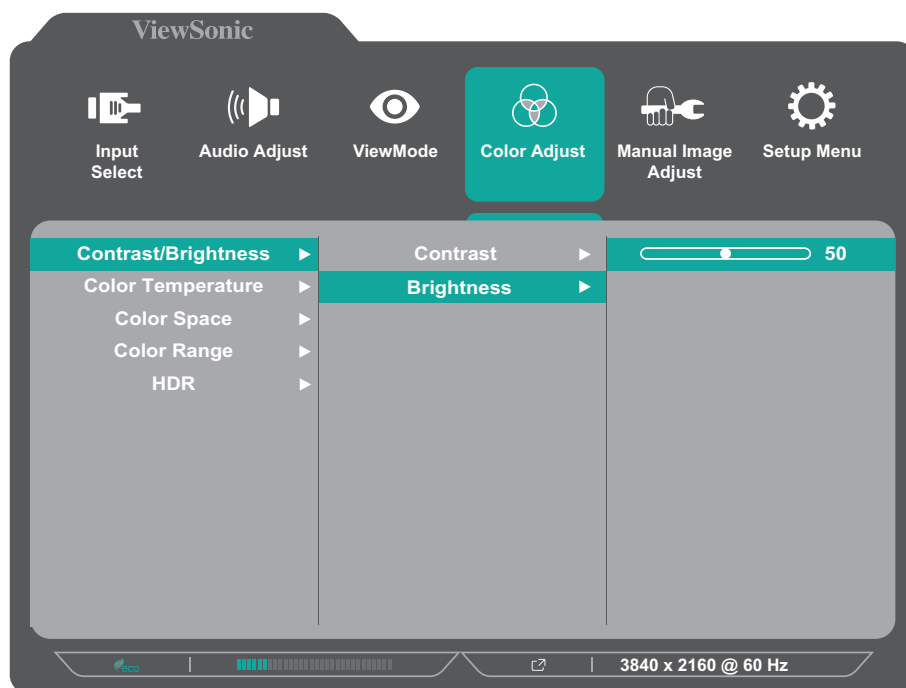 ViewSonic
Input Select
Audio Adjust
ViewMode
Color Adjust
Manual Image Adjust
Setup Menu
Contrast/Brightness
Contrast
50
Color Temperature
Brightness
Color Space
Color Range
HDR
eco
3840 x 2160 @ 60 Hz